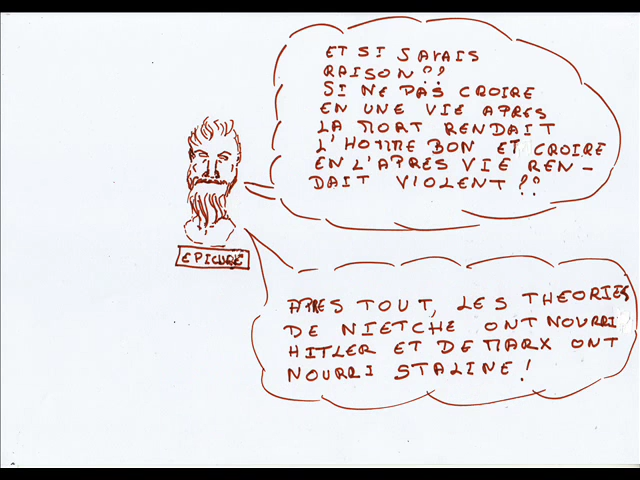 ET SI J'AVAIS
RAISON??
SI NE PAS CROIRE
EN UNE VIE APRES
LA MORT RENDAIT
L'HOMME BON ET CROIRE
EN L'APRES VIE REN-
DAIT VIOLENT??
EPICURE
APRES TOUT, LES THEORIES
DE NIETCHE ONT NOURRI
HITLER ET DE MARX ONT
NOURRI STALINE!